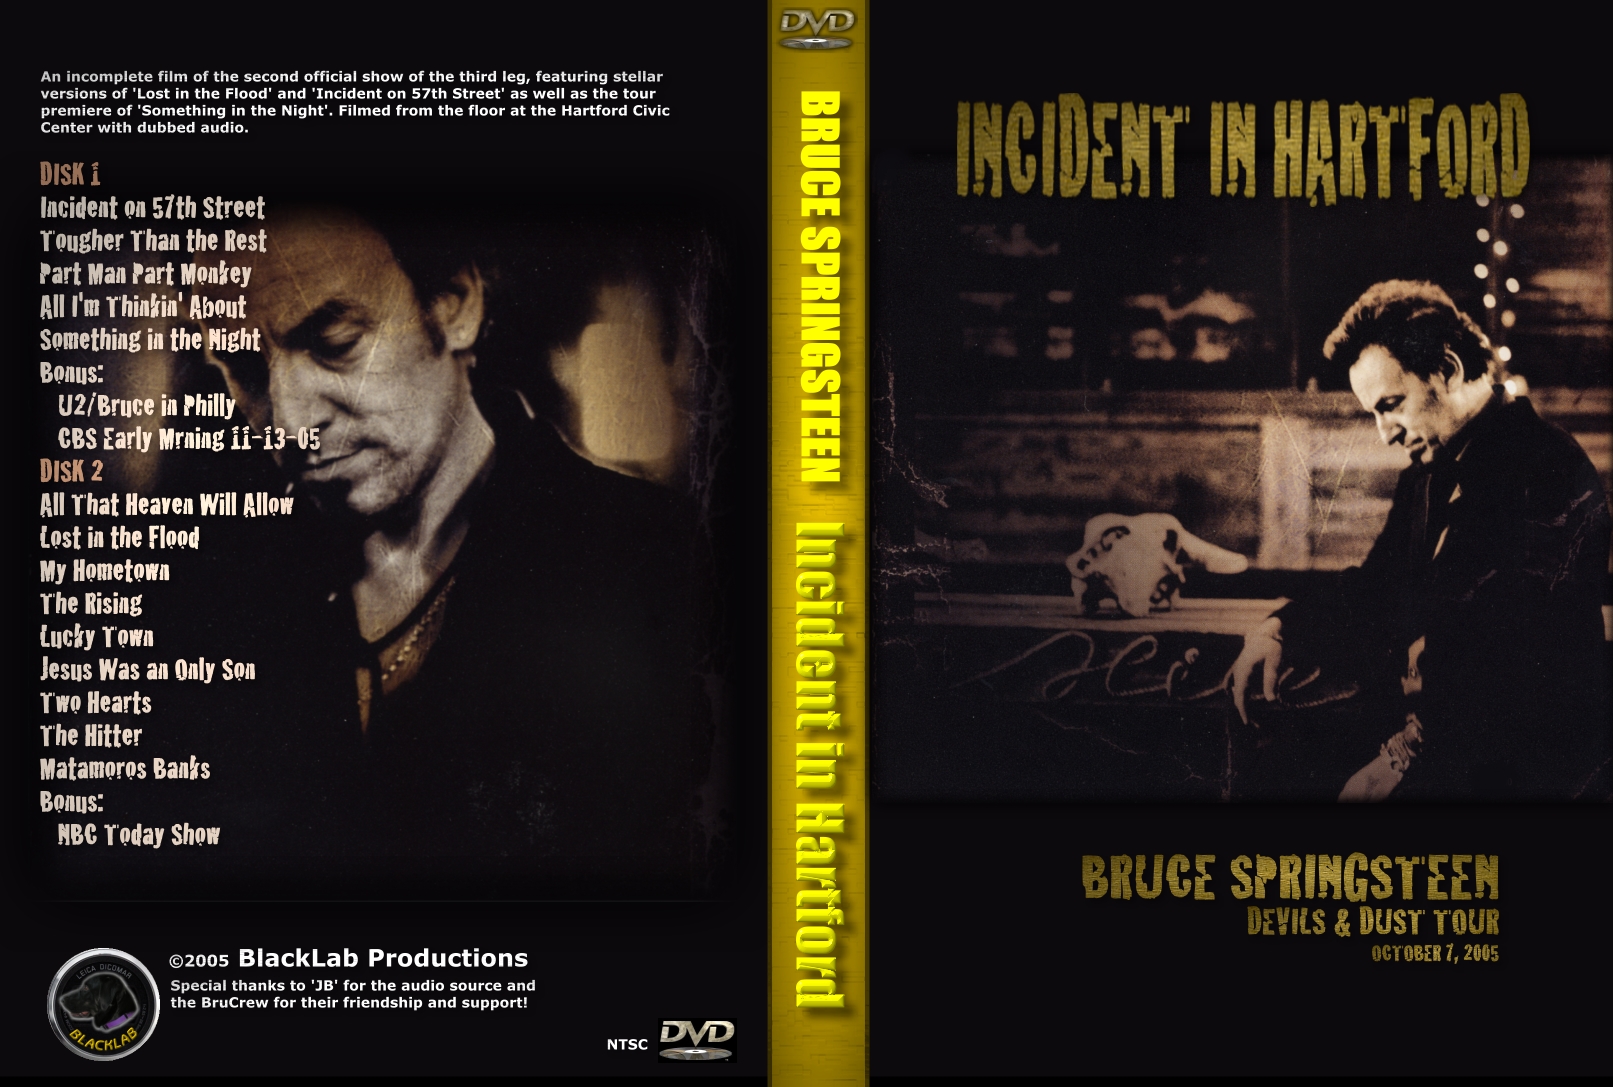 An incomplete film of the second official show of the third leg, featuring stellar
versions of 'Lost in the Flood' and 'Incident on 57th Street' as well as the tour
premiere of 'Something in the Night'. Filmed from the floor at the Hartford Civic
Center with dubbed audio.
DISK 1
Incident on 57th Street
Tougher Than the Rest
Part Man Part Monkey
All I'm Thinkin' About
Something in the Night
Bonus:
U2/Bruce in Philly
CBS Early Mrning 11-13-05
DISK 2
All That Heaven Will Allow
Lost in the Flood
My Hometown
The Rising
Lucky Town
Jesus Was an Only Son
Two Hearts
The Hitter
Matamoros Banks
Bonus:
NBC Today Show
©2005 BlackLab Productions
Special thanks to 'JB' for the audio source and
the BruCrew for their friendship and support!
LEICA DICOMAR
BLACKLAB
NTSC
DVD
DVD
BRUCE SPRINGSTEEN Incident in Hartford
INCIDENT IN HARTFORD
BRUCE SPRINGSTEEN
DEVILS & DUST TOUR
OCTOBER 7, 2005